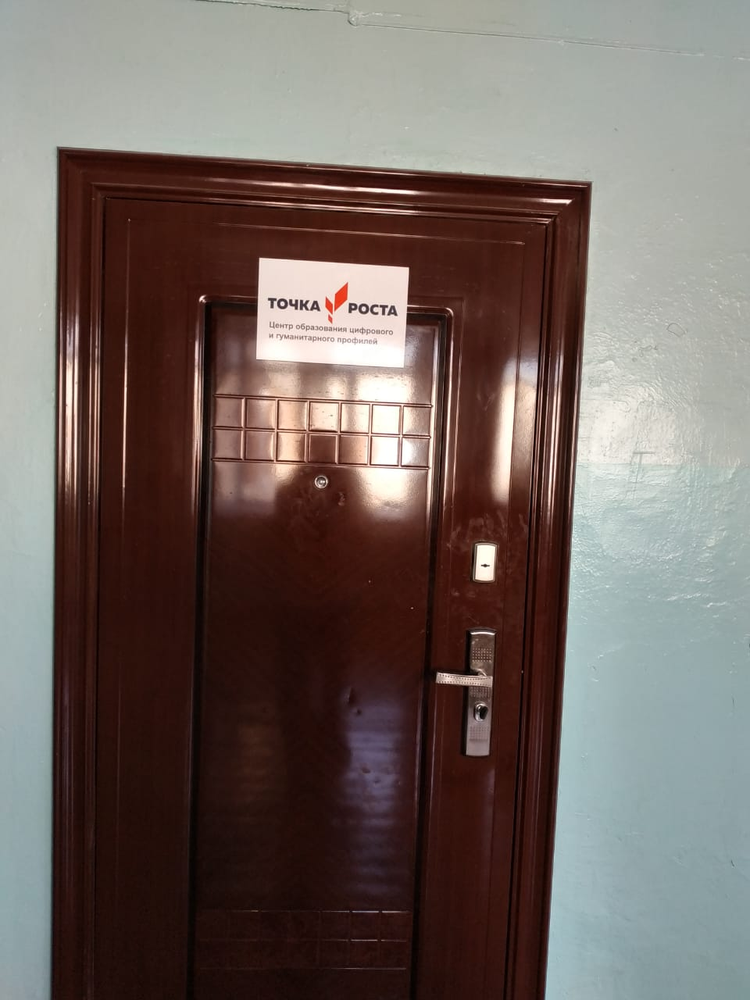 ТОЧКА РОСТА
Центр образования цифрового
и гуманитарного профилей